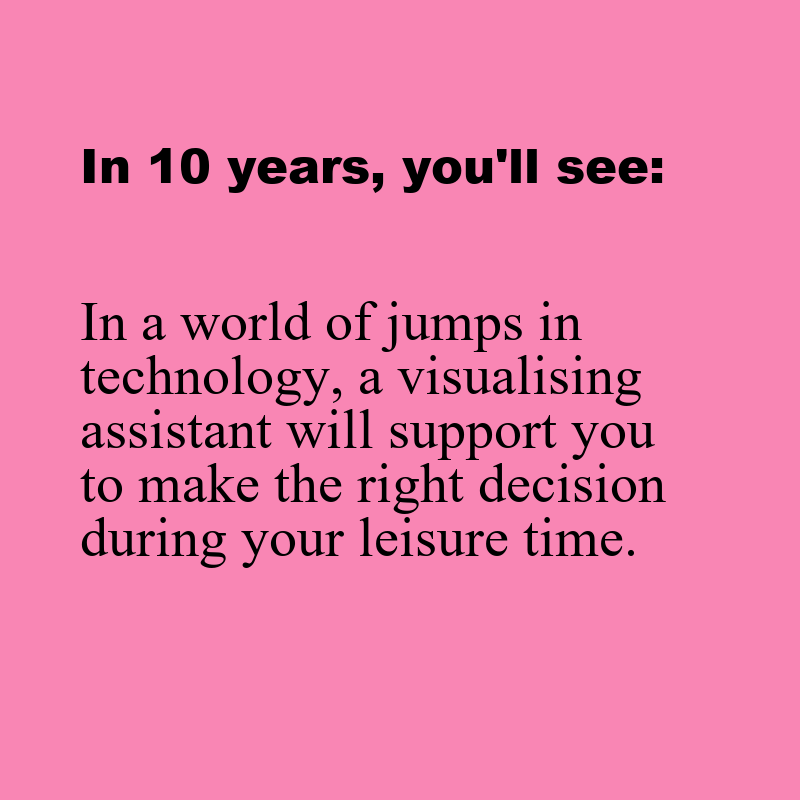 In 10 years, you'll see:
In a world of jumps in
technology, a visualising
assistant will support you
to make the right decision
during your leisure time.